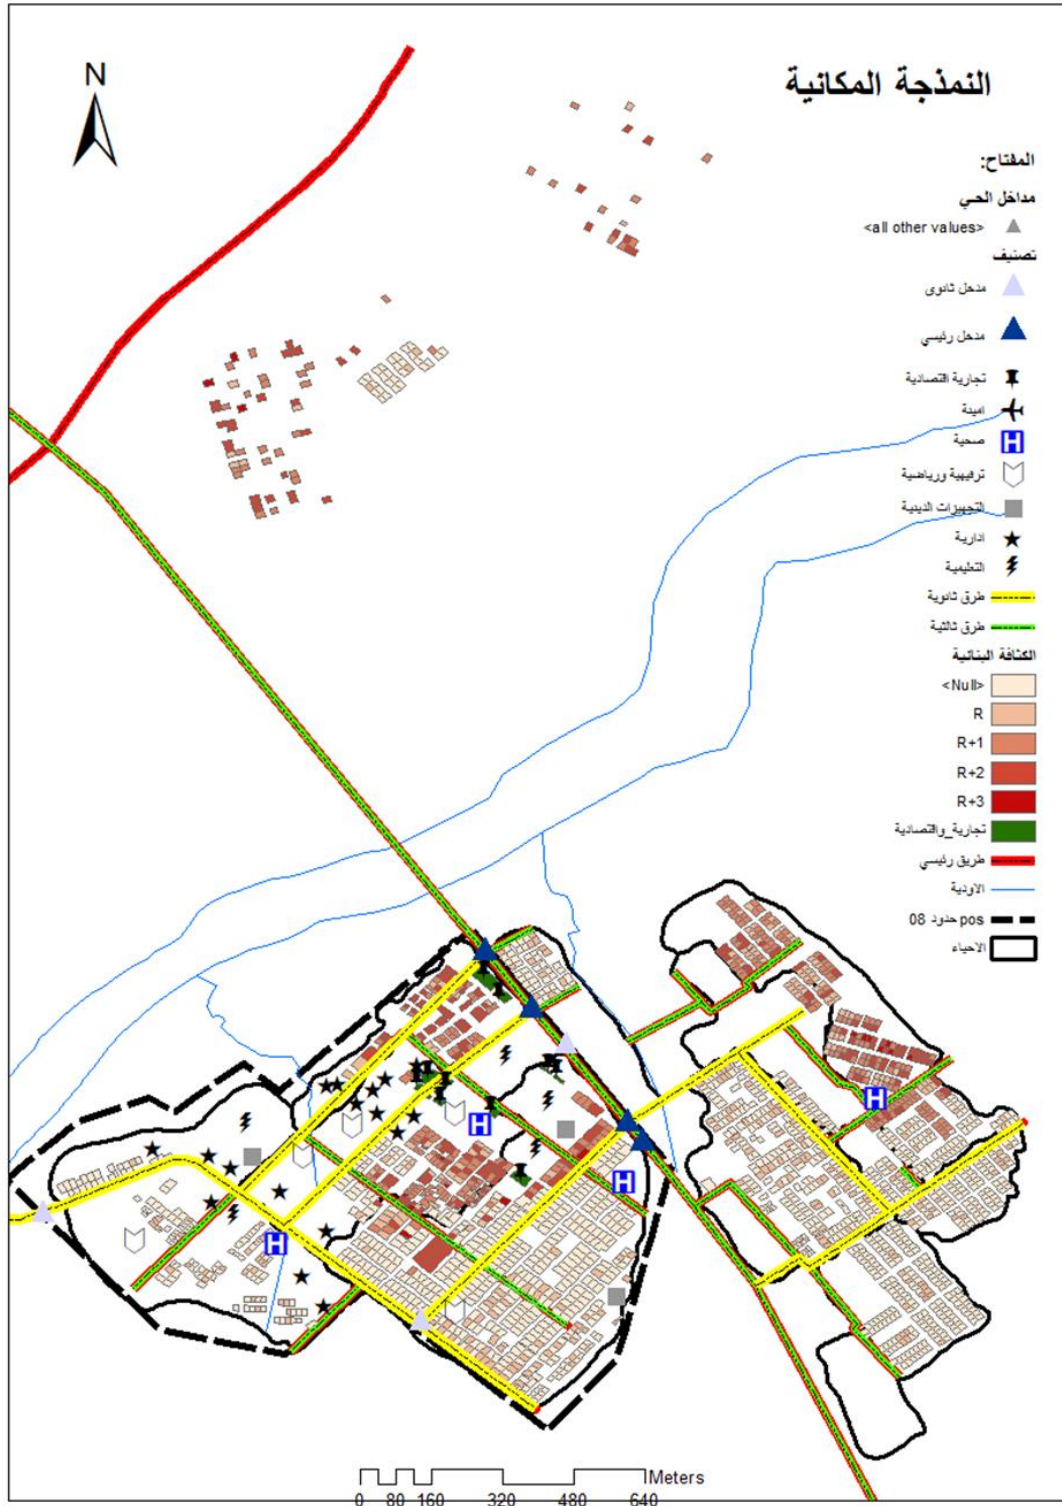 N
النمذجة المكانية
المفتاح:
مداخل الحي
<all other values>
تصنيف
مدخل ثانوي
مدخل رئيسي
تجارية اقتصادية
امنية
صحية
ترفيهية ورياضية
التجهيزات الدينية
ادارية
التعليمية
طرق ثانوية
طرق ثالثية
الكثافة البنائية
<Null>
R
R+1
R+2
R+3
تجارية_واقتصادية
طريق رئيسي
الاودية
حدود 08 pos
الاحياء
H
H
H
H
H
Meters
0 80 160 320 480 640